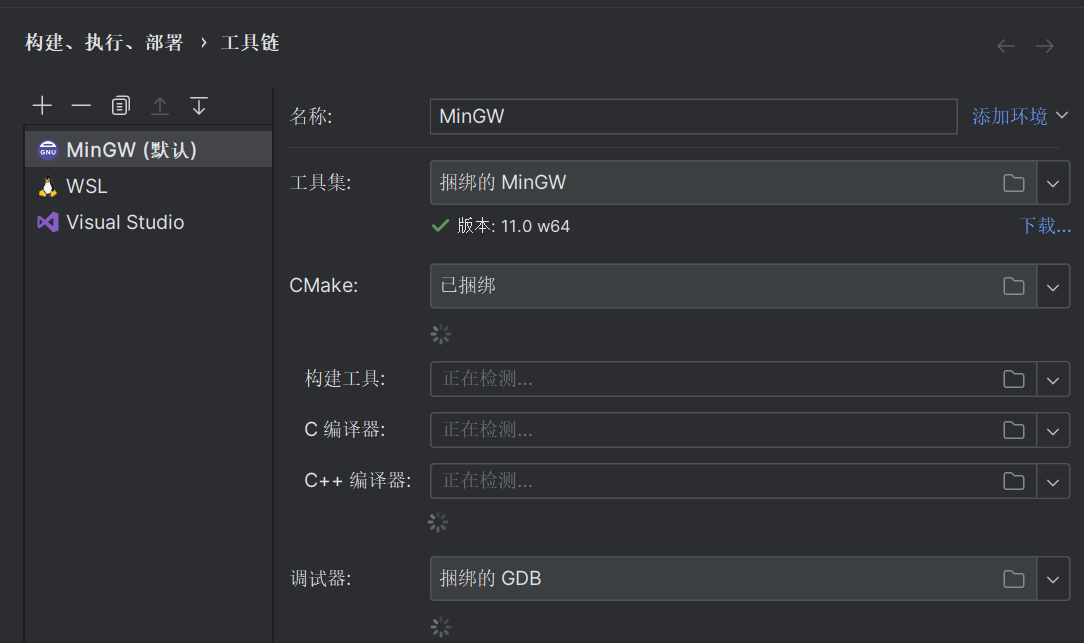 构建、执行、部署 › 工具链
MinGW (默认)
WSL
Visual Studio
名称: MinGW 添加环境
工具集: 捆绑的 MinGW
版本: 11.0 w64 下载...
CMake: 已捆绑
构建工具: 正在检测...
C 编译器: 正在检测...
C++ 编译器: 正在检测...
调试器: 捆绑的 GDB